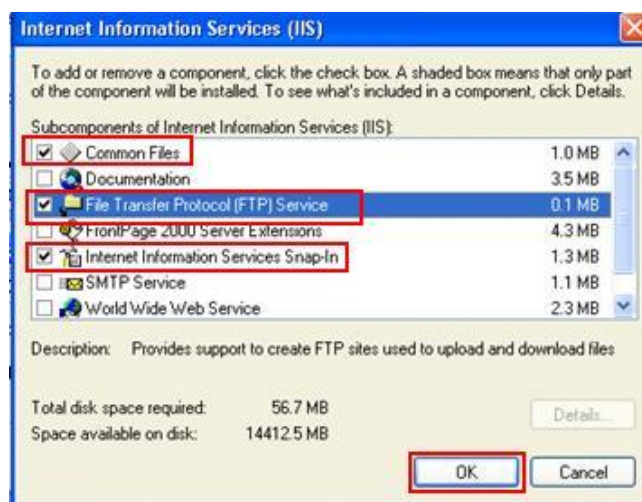 Internet Information Services (IIS)
To add or remove a component, click the check box. A shaded box means that only part
of the component will be installed. To see what's included in a component, click Details.
Subcomponents of Internet Information Services (IIS):
Common Files 1.0 MB
Documentation 3.5 MB
File Transfer Protocol (FTP) Service 0.1 MB
FrontPage 2000 Server Extensions 4.3 MB
Internet Information Services Snap-In 1.3 MB
SMTP Service 1.1 MB
World Wide Web Service 2.3 MB
Description: Provides support to create FTP sites used to upload and download files
Total disk space required: 56.7 MB
Space available on disk: 14412.5 MB
Details...
OK Cancel